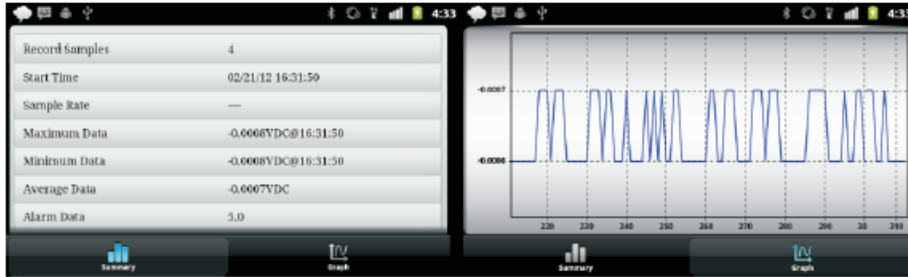 4:33
Record Samples 4
Start Time 02/21/12 16:31:50
Sample Rate —
Maximum Data -0.0008VDC@16:31:50
Minimum Data -0.0008VDC@16:31:50
Average Data -0.0007VDC
Alarm Data 5.0
Summary Graph
4:33
-0.0007
-0.0008
220 230 240 250 260 270 280 290 30 310
Summary Graph